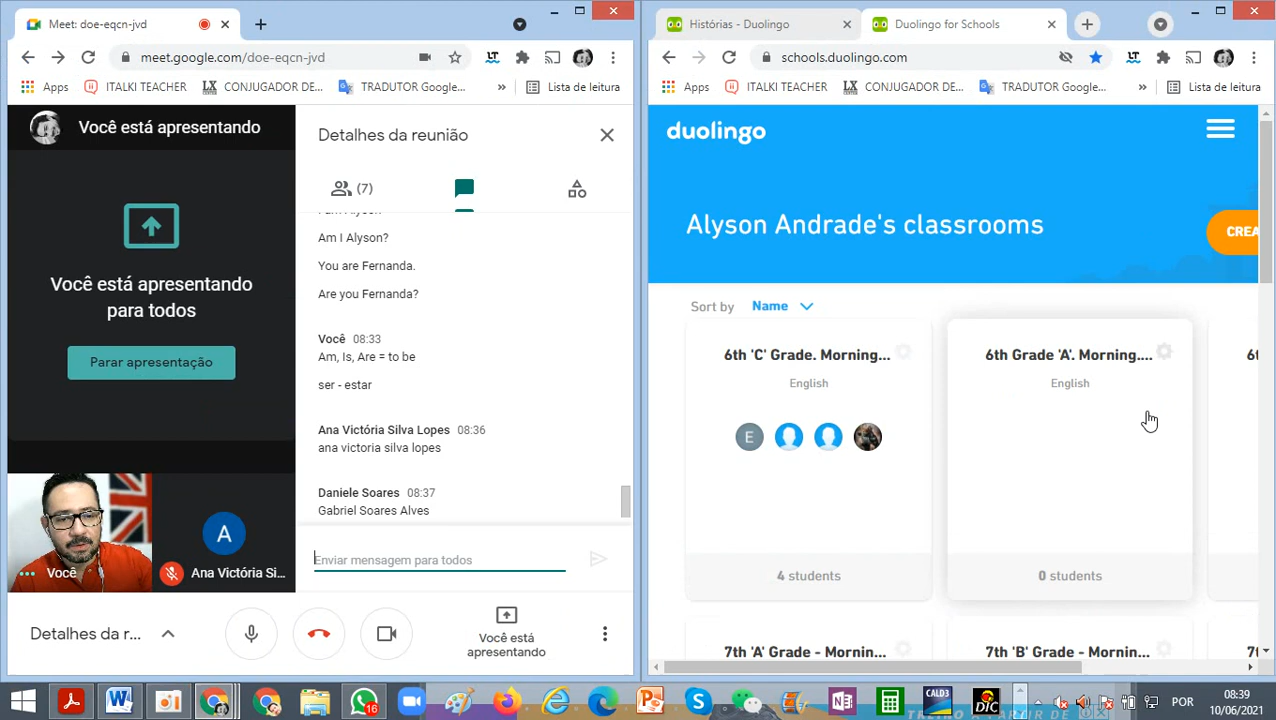 Meet: doe-eqcn-jvd
meet.google.com/doe-eqcn-jvd
Apps
ITALKI TEACHER
LX CONJUGADOR DE...
TRADUTOR Google...
»
Lista de leitura
Você está apresentando
Você está apresentando
para todos
Parar apresentação
Você
A
Ana Victória Si...
Detalhes da reunião
(7)
Am I Alyson?
You are Fernanda.
Are you Fernanda?
Você 08:33
Am, Is, Are = to be
ser - estar
Ana Victória Silva Lopes 08:36
ana victoria silva lopes
Daniele Soares 08:37
Gabriel Soares Alves
Enviar mensagem para todos
Detalhes da r...
Você está
apresentando
Histórias - Duolingo
Duolingo for Schools
schools.duolingo.com
Apps
ITALKI TEACHER
LX CONJUGADOR DE...
TRADUTOR Google...
»
Lista de leitura
duolingo
Alyson Andrade's classrooms
CREA
Sort by Name
6th 'C' Grade. Morning...
English
E
4 students
6th Grade 'A'. Morning....
English
0 students
7th 'A' Grade - Mornin...
7th 'B' Grade - Mornin...
16
CALD3
DIC
POR
08:39
10/06/2021